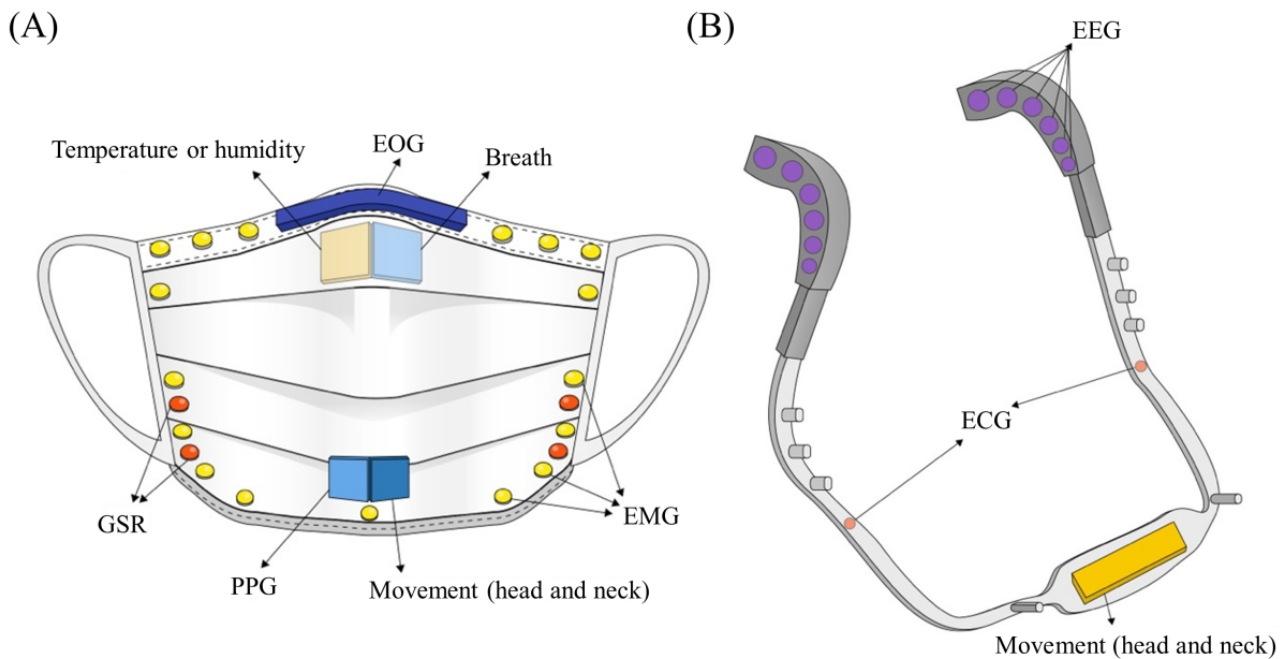 (A)
Temperature or humidity
EOG
Breath
GSR
PPG
Movement (head and neck)
EMG
(B)
EEG
ECG
Movement (head and neck)